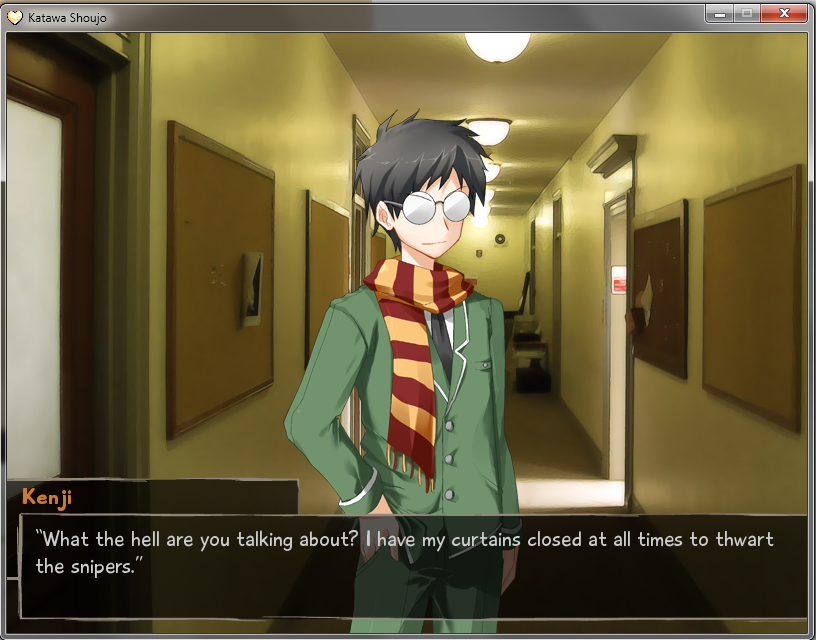 Katawa Shoujo
Kenji
“What the hell are you talking about? I have my curtains closed at all times to thwart
the snipers.”